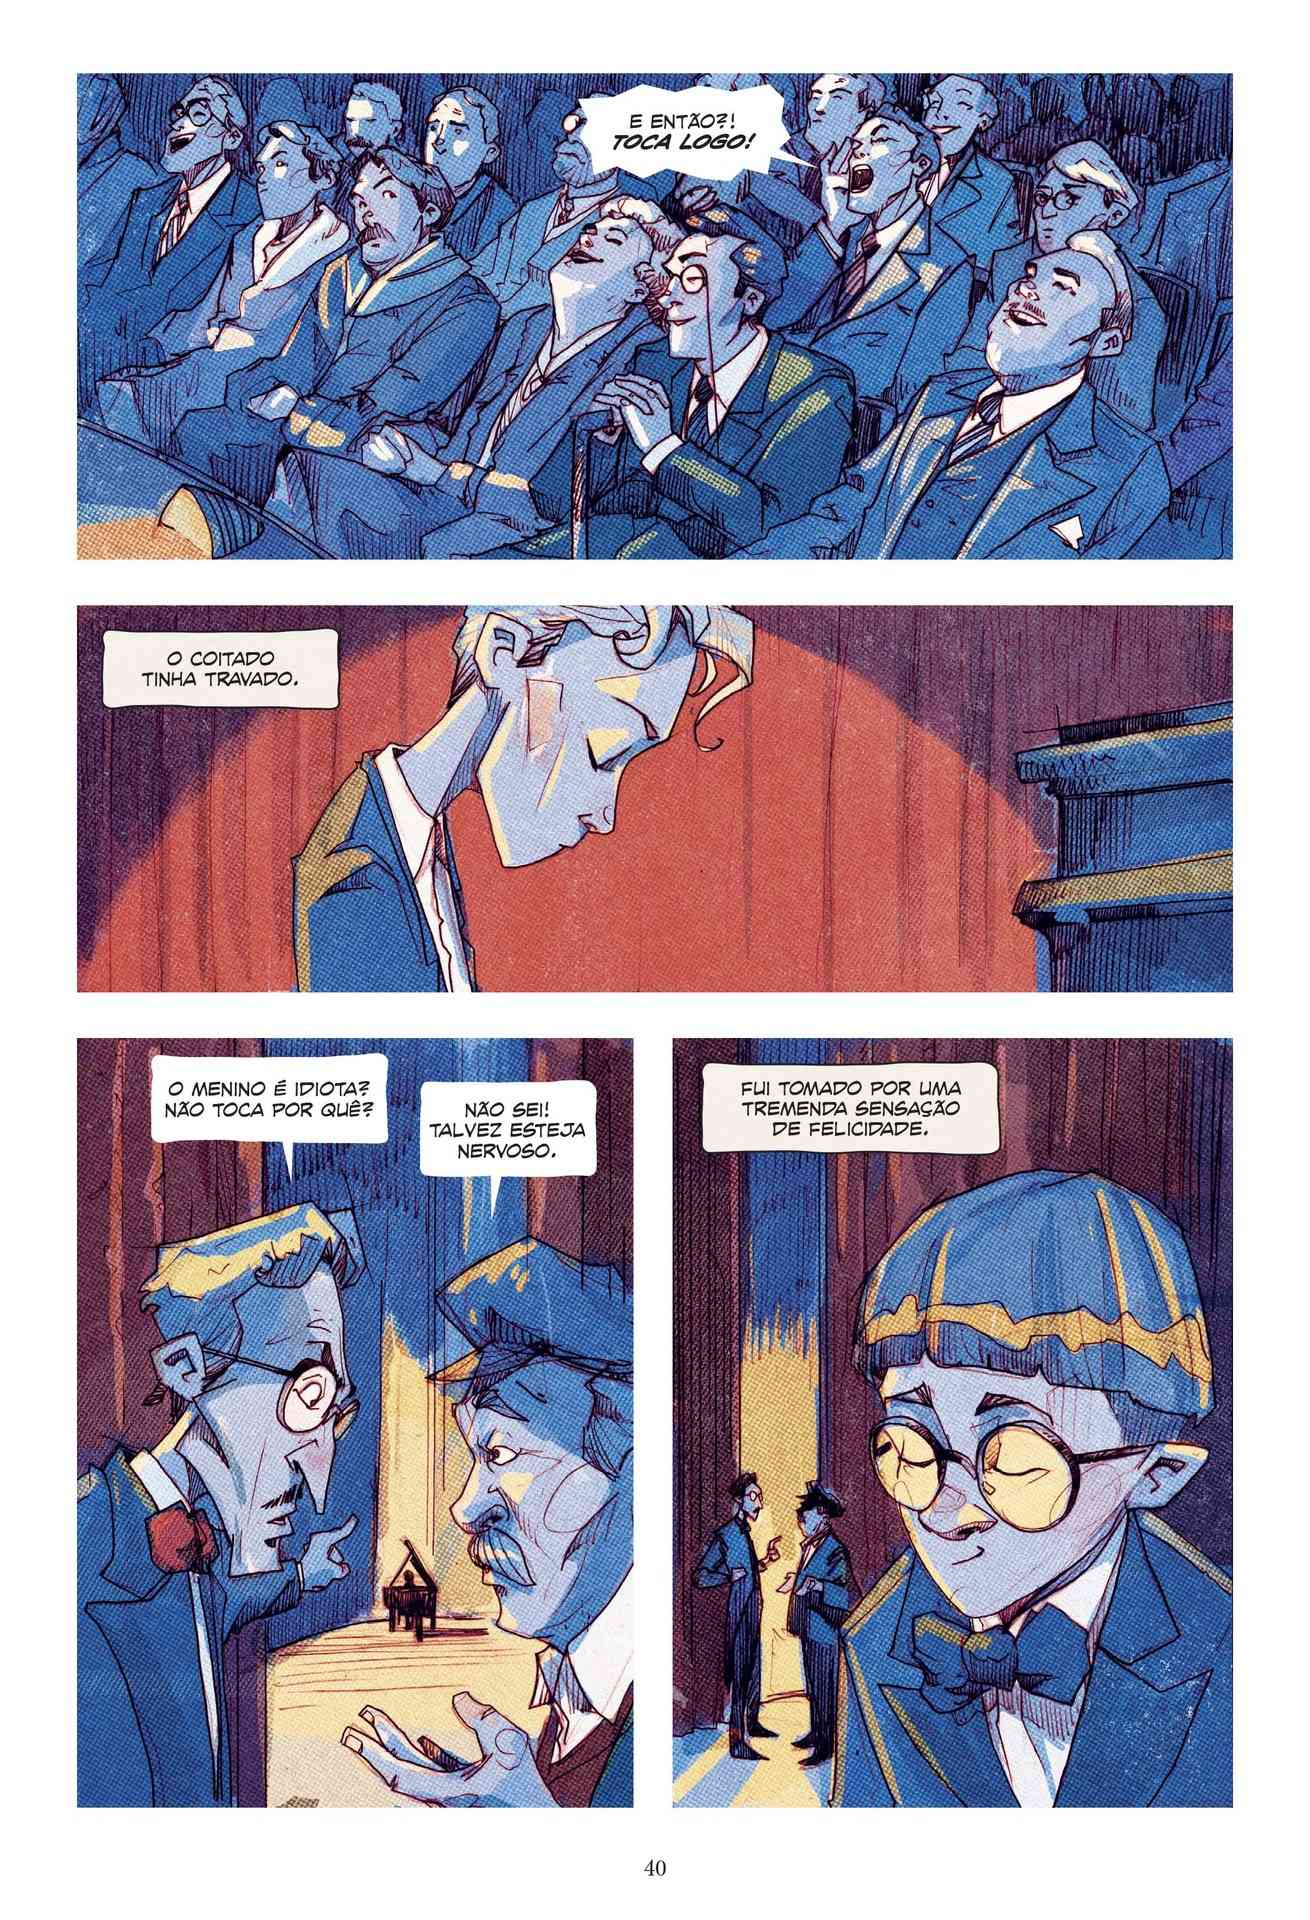 E ENTÃO?!
TOCA LOGO!
O COITADO
TINHA TRAVADO.
O MENINO É IDIOTA?
NÃO TOCA POR QUÊ?
NÃO SEI!
TALVEZ ESTEJA
NERVOSO.
FUI TOMADO POR UMA
TREMENDA SENSAÇÃO
DE FELICIDADE.
40